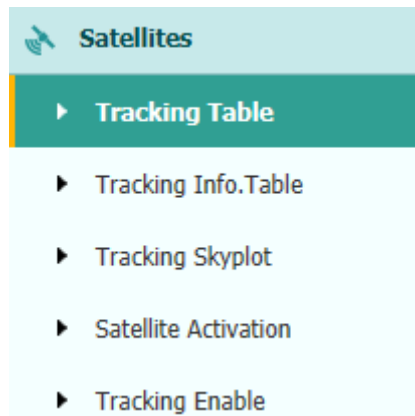 Satellites
Tracking Table
Tracking Info.Table
Tracking Skyplot
Satellite Activation
Tracking Enable